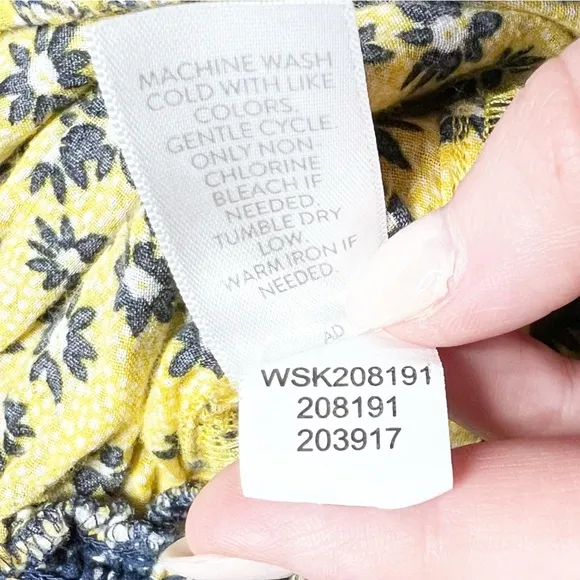 MACHINE WASH
COLD WITH LIKE
COLORS,
GENTLE CYCLE.
ONLY NON-
CHLORINE
BLEACH IF
NEEDED.
TUMBLE DRY
LOW.
WARM IRON IF
NEEDED.
AD
WSK208191
208191
203917